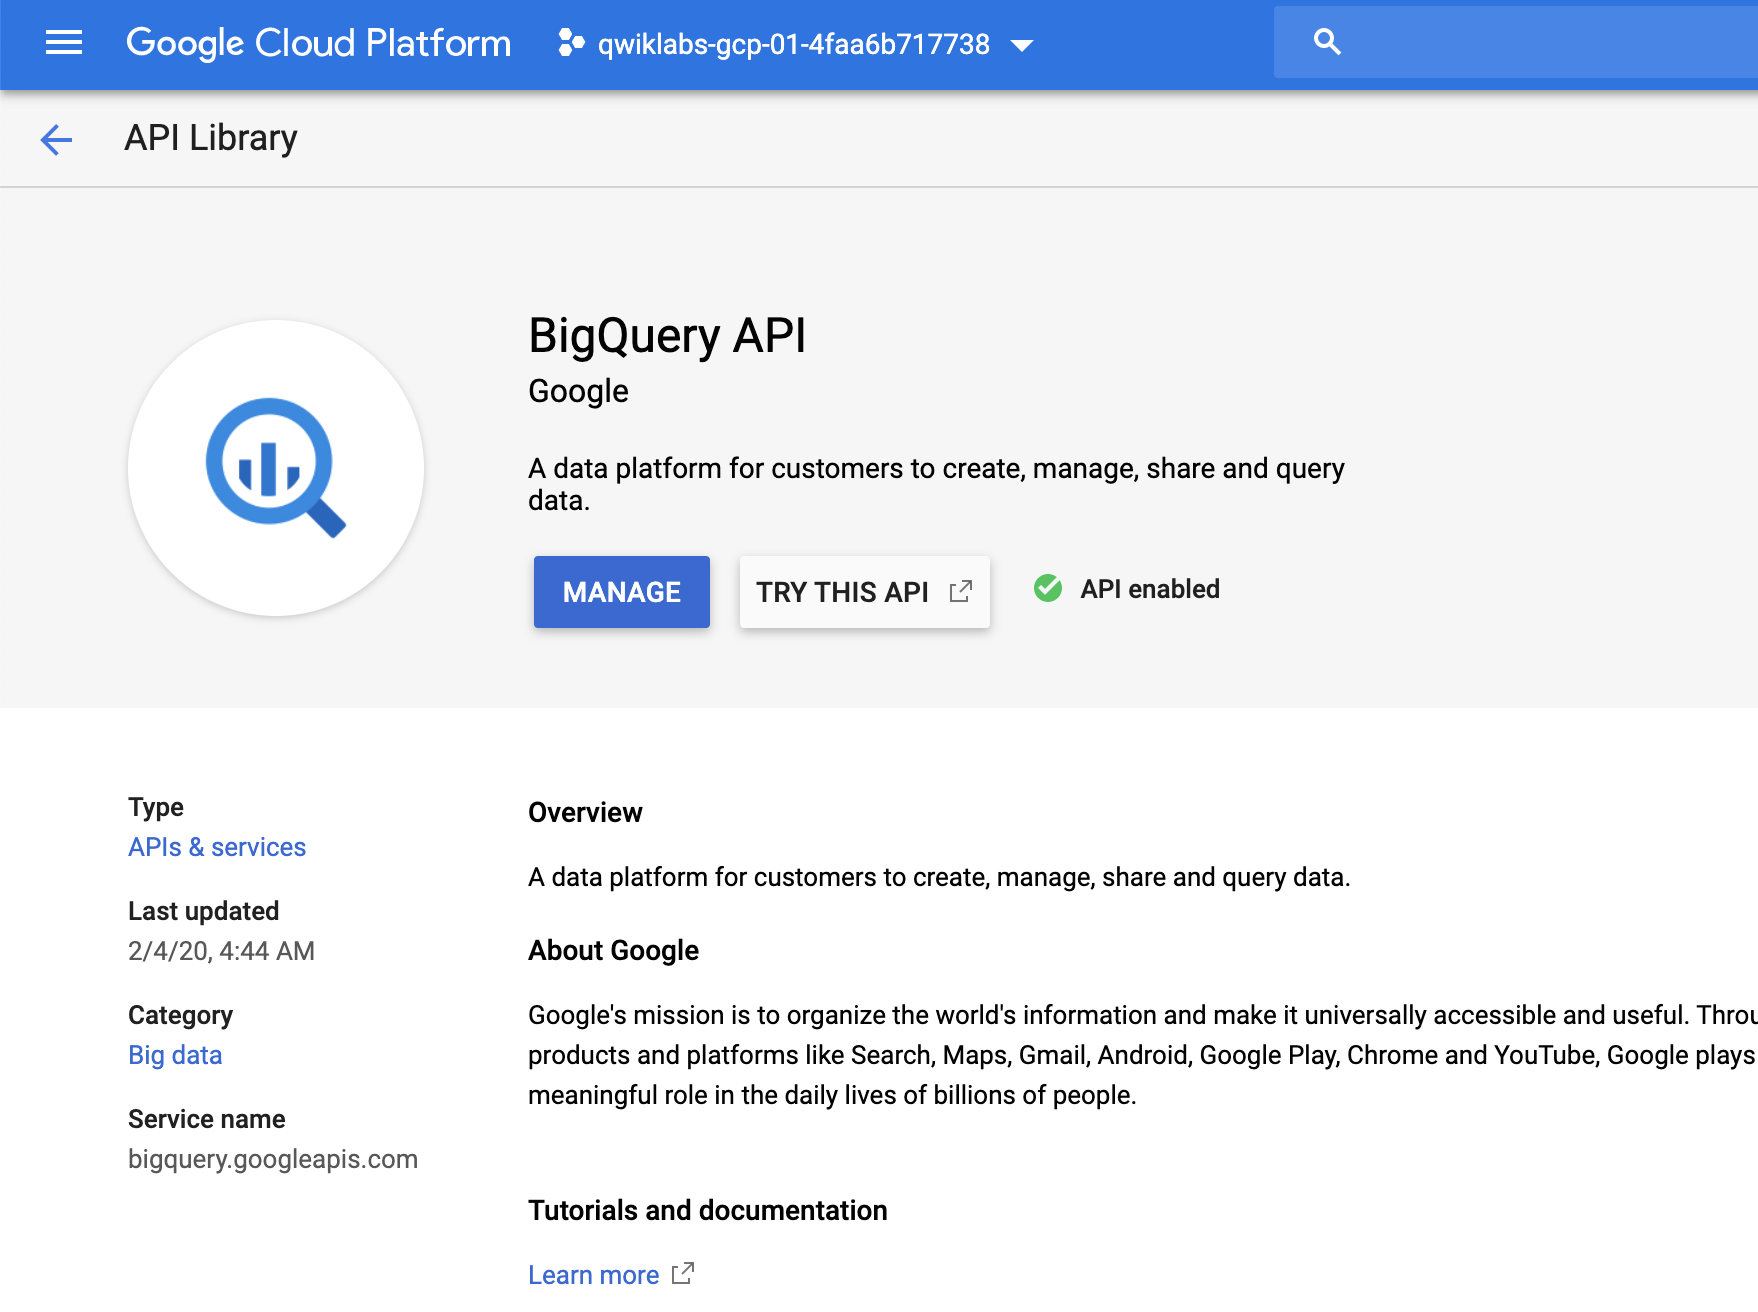 Google Cloud Platform
qwiklabs-gcp-01-4faa6b717738
API Library
BigQuery API
Google
A data platform for customers to create, manage, share and query
data.
MANAGE
TRY THIS API
API enabled
Type
APIs & services
Last updated
2/4/20, 4:44 AM
Category
Big data
Service name
bigquery.googleapis.com
Overview
A data platform for customers to create, manage, share and query data.
About Google
Google's mission is to organize the world's information and make it universally accessible and useful.
products and platforms like Search, Maps, Gmail, Android, Google Play, Chrome and YouTube, Google plays
meaningful role in the daily lives of billions of people.
Tutorials and documentation
Learn more